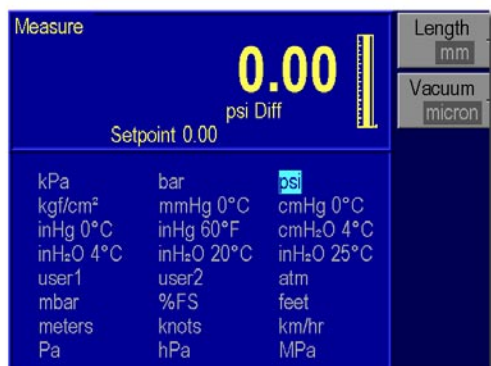 Measure
0.00
psi Diff
Setpoint 0.00
Length
mm
Vacuum
micron
kPa bar psi
kgf/cm² mmHg 0°C cmHg 0°C
inHg 0°C inHg 60°F cmH₂O 4°C
inH₂O 4°C inH₂O 20°C inH₂O 25°C
user1 user2 atm
mbar %FS feet
meters knots km/hr
Pa hPa MPa